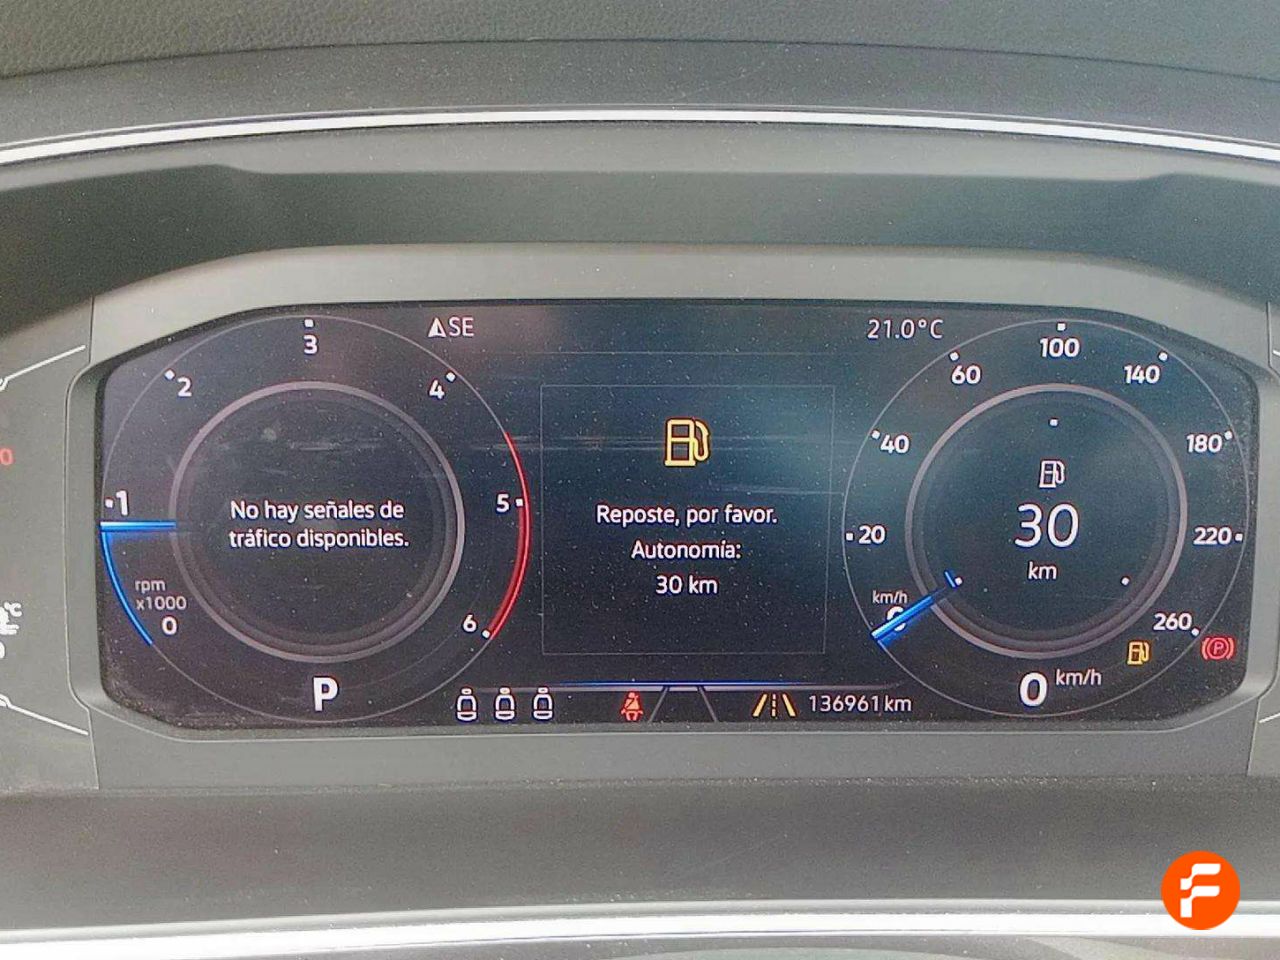 SE
21.0°C
3
2
4
1
5
6
rpm
x1000
0
No hay señales de
tráfico disponibles.
P
Reposte, por favor.
Autonomía:
30 km
100
60
140
40
180
20
220
260
km/h
0
30
km
0 km/h
136961 km
°C